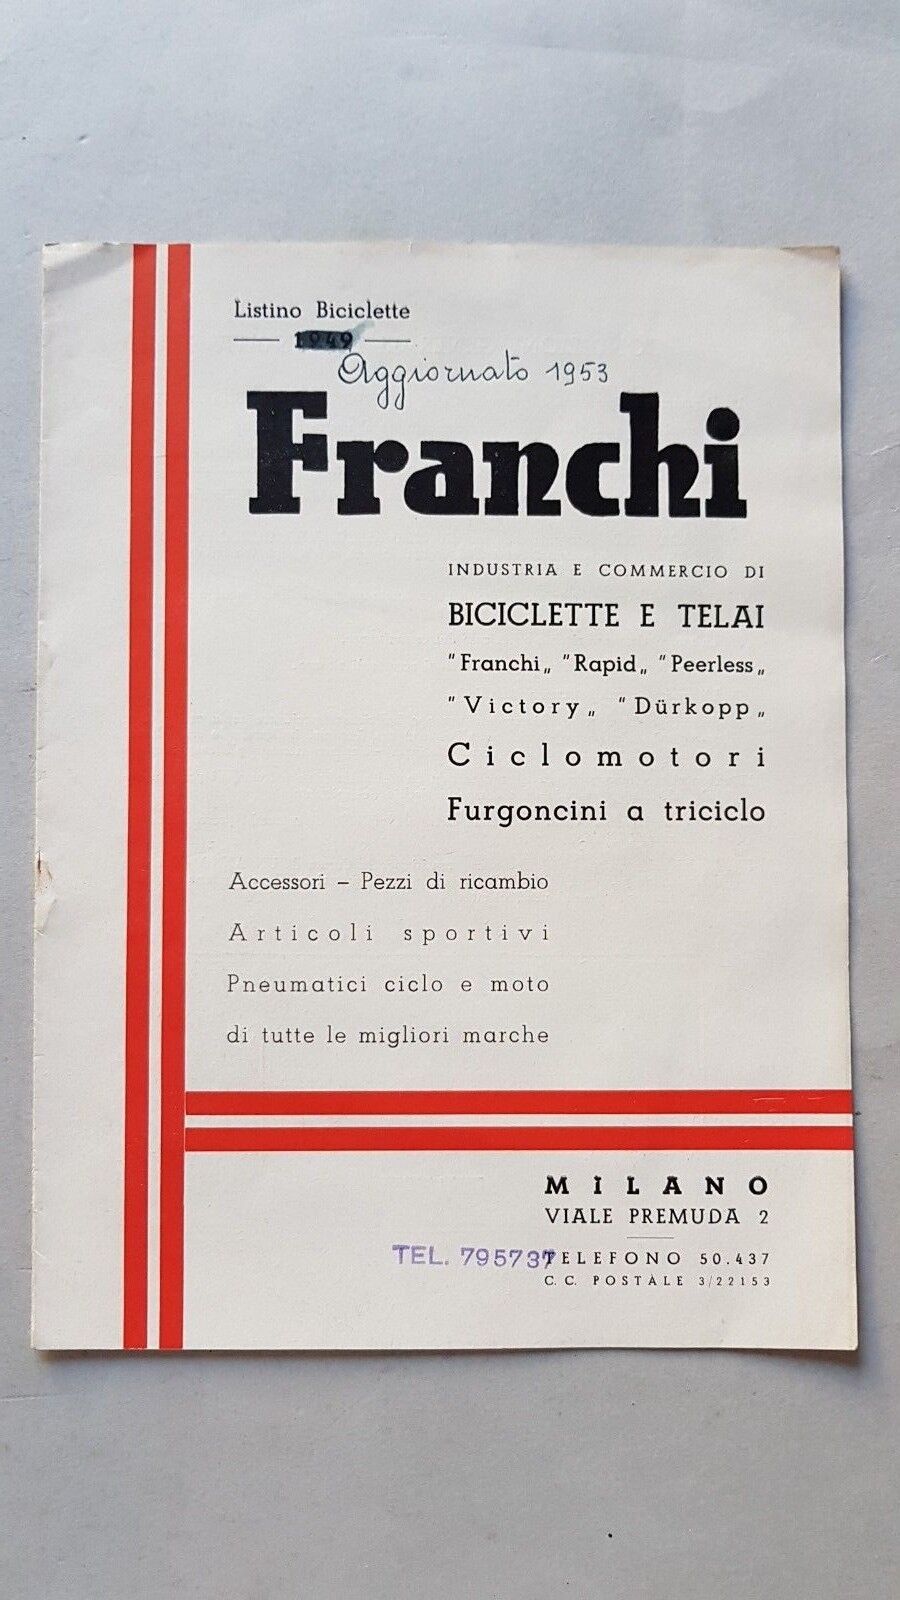 Listino Biciclette
1949
Aggiornato 1953
Franchi
INDUSTRIA E COMMERCIO DI
BICICLETTE E TELAI
"Franchi„ "Rapid„ "Peerless„
"Victory„ "Dürkopp„
Ciclomotori
Furgoncini a triciclo
Accessori – Pezzi di ricambio
Articoli sportivi
Pneumatici ciclo e moto
di tutte le migliori marche
MILANO
VIALE PREMUDA 2
TEL. 795737
TELEFONO 50.437
C. C. POSTALE 3/22153